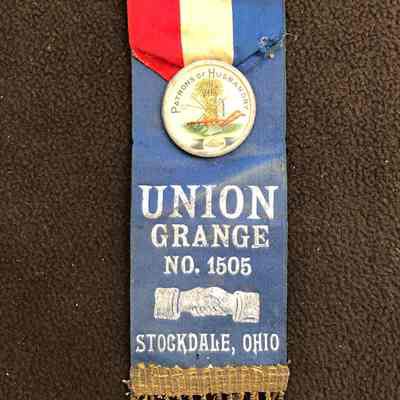 PATRONS OF HUSBANDRY
UNION
GRANGE
NO. 1505
STOCKDALE, OHIO